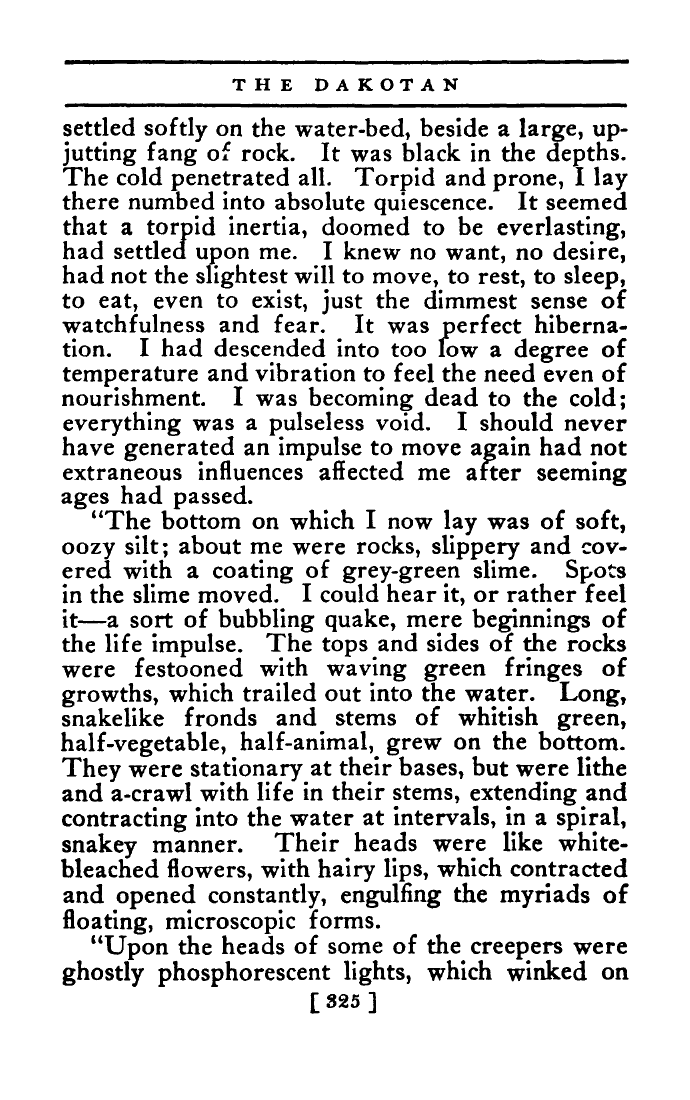 THE DAKOTAN
settled softly on the water-bed, beside a large, up-
jutting fang of rock. It was black in the depths.
The cold penetrated all. Torpid and prone, I lay
there numbed into absolute quiescence. It seemed
that a torpid inertia, doomed to be everlasting,
had settled upon me. I knew no want, no desire,
had not the slightest will to move, to rest, to sleep,
to eat, even to exist, just the dimmest sense of
watchfulness and fear. It was perfect hiberna-
tion. I had descended into too low a degree of
temperature and vibration to feel the need even of
nourishment. I was becoming dead to the cold;
everything was a pulseless void. I should never
have generated an impulse to move again had not
extraneous influences affected me after seeming
ages had passed.
“The bottom on which I now lay was of soft,
oozy silt; about me were rocks, slippery and cov-
ered with a coating of grey-green slime. Spots
in the slime moved. I could hear it, or rather feel
it—a sort of bubbling quake, mere beginnings of
the life impulse. The tops and sides of the rocks
were festooned with waving green fringes of
growths, which trailed out into the water. Long,
snakelike fronds and stems of whitish green,
half-vegetable, half-animal, grew on the bottom.
They were stationary at their bases, but were lithe
and a-crawl with life in their stems, extending and
contracting into the water at intervals, in a spiral,
snakey manner. Their heads were like white-
bleached flowers, with hairy lips, which contracted
and opened constantly, engulfing the myriads of
floating, microscopic forms.
“Upon the heads of some of the creepers were
ghostly phosphorescent lights, which winked on
[ 325 ]